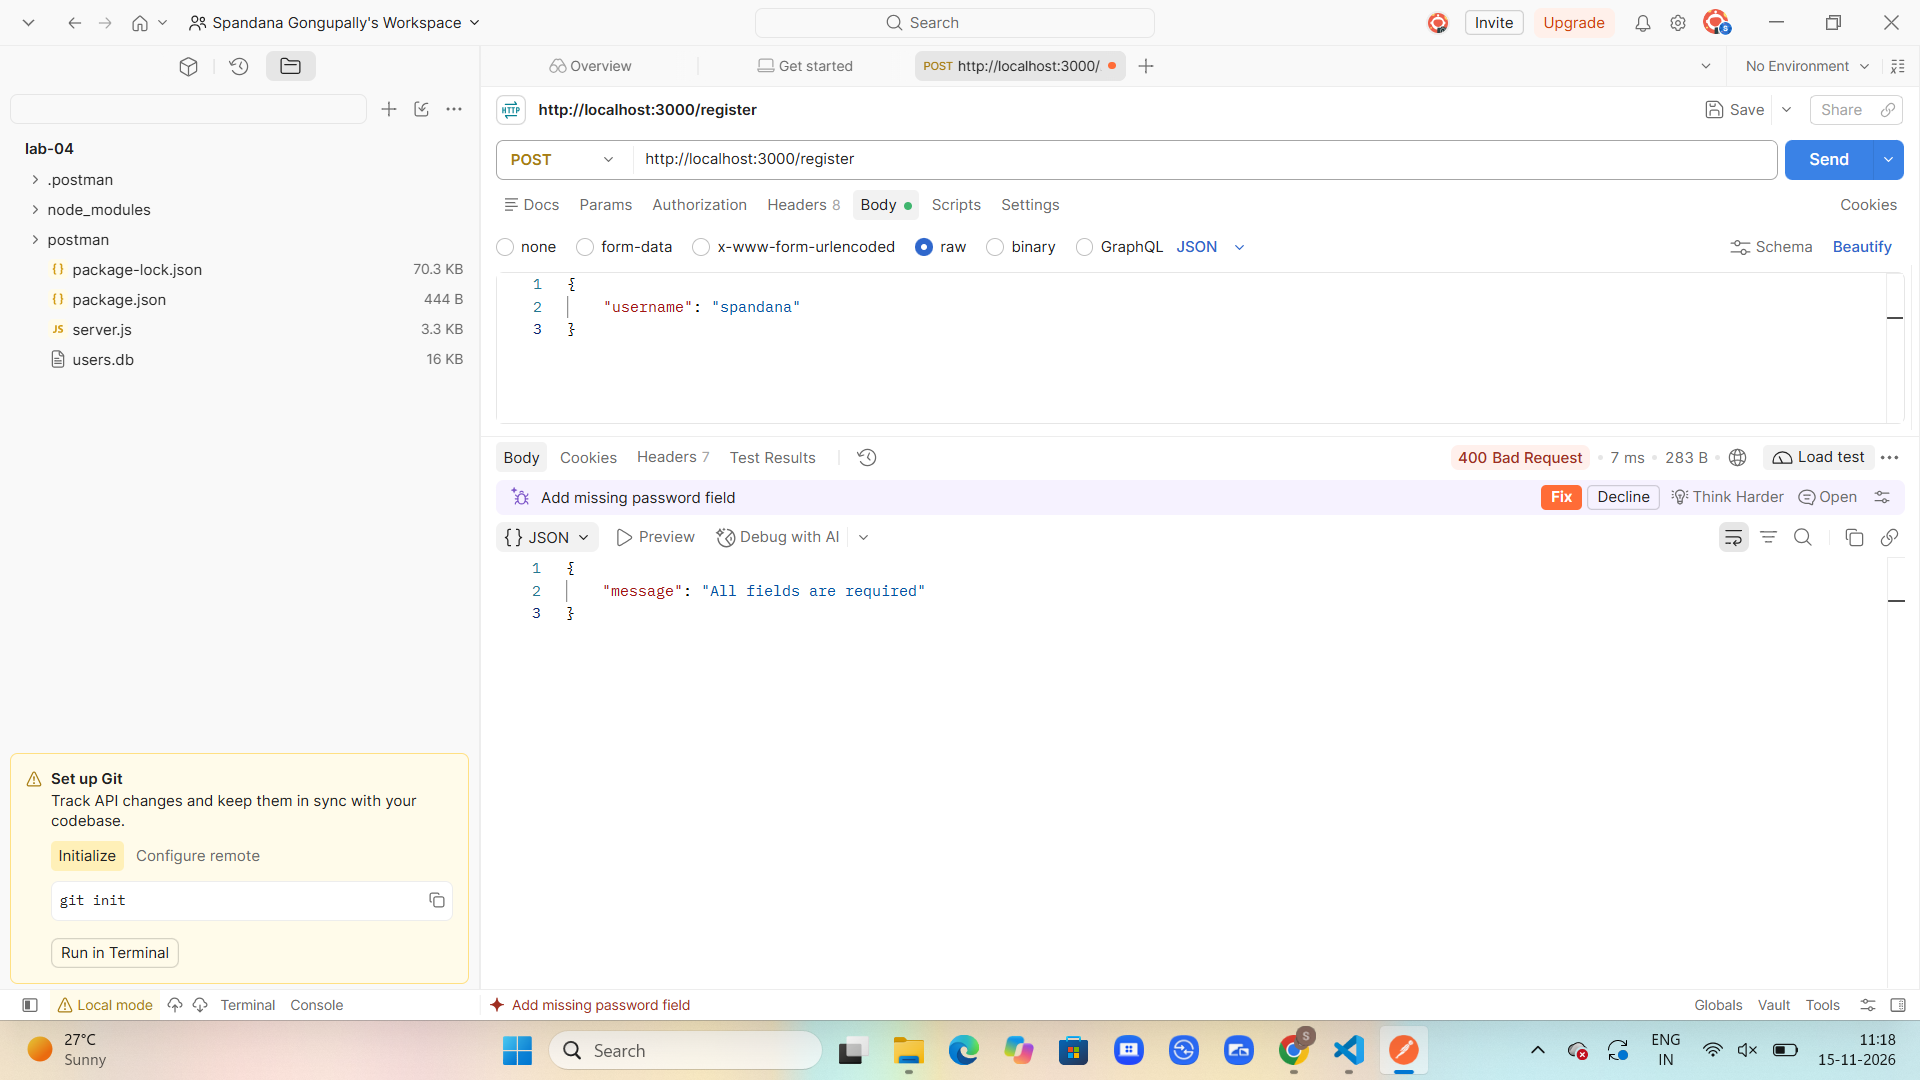 Spandana Gongupally's Workspace
Search
Invite
Upgrade
S
Overview
Get started
POST http://localhost:3000/
No Environment
HTTP http://localhost:3000/register
Save
Share
lab-04
.postman
node_modules
postman
{} package-lock.json 70.3 KB
{} package.json 444 B
JS server.js 3.3 KB
users.db 16 KB
POST http://localhost:3000/register
Send
Docs Params Authorization Headers 8 Body Scripts Settings Cookies
none form-data x-www-form-urlencoded raw binary GraphQL JSON Schema Beautify
1 {
2 "username": "spandana"
3 }
Body Cookies Headers 7 Test Results 400 Bad Request 7 ms 283 B Load test
Add missing password field Fix Decline Think Harder Open
{} JSON Preview Debug with AI
1 {
2 "message": "All fields are required"
3 }
Set up Git
Track API changes and keep them in sync with your
codebase.
Initialize Configure remote
git init
Run in Terminal
Local mode Terminal Console Add missing password field Globals Vault Tools
27°C
Sunny
Search
S
ENG
IN
11:18
15-11-2026